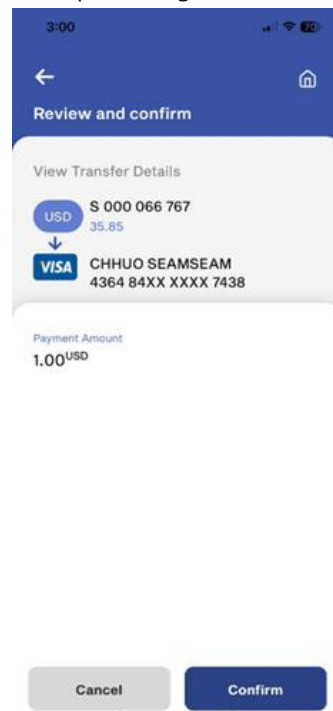 3:00
Review and confirm
View Transfer Details
USD
S 000 066 767
35.85
VISA
CHHUO SEAMSEAM
4364 84XX XXXX 7438
Payment Amount
1.00USD
Cancel
Confirm